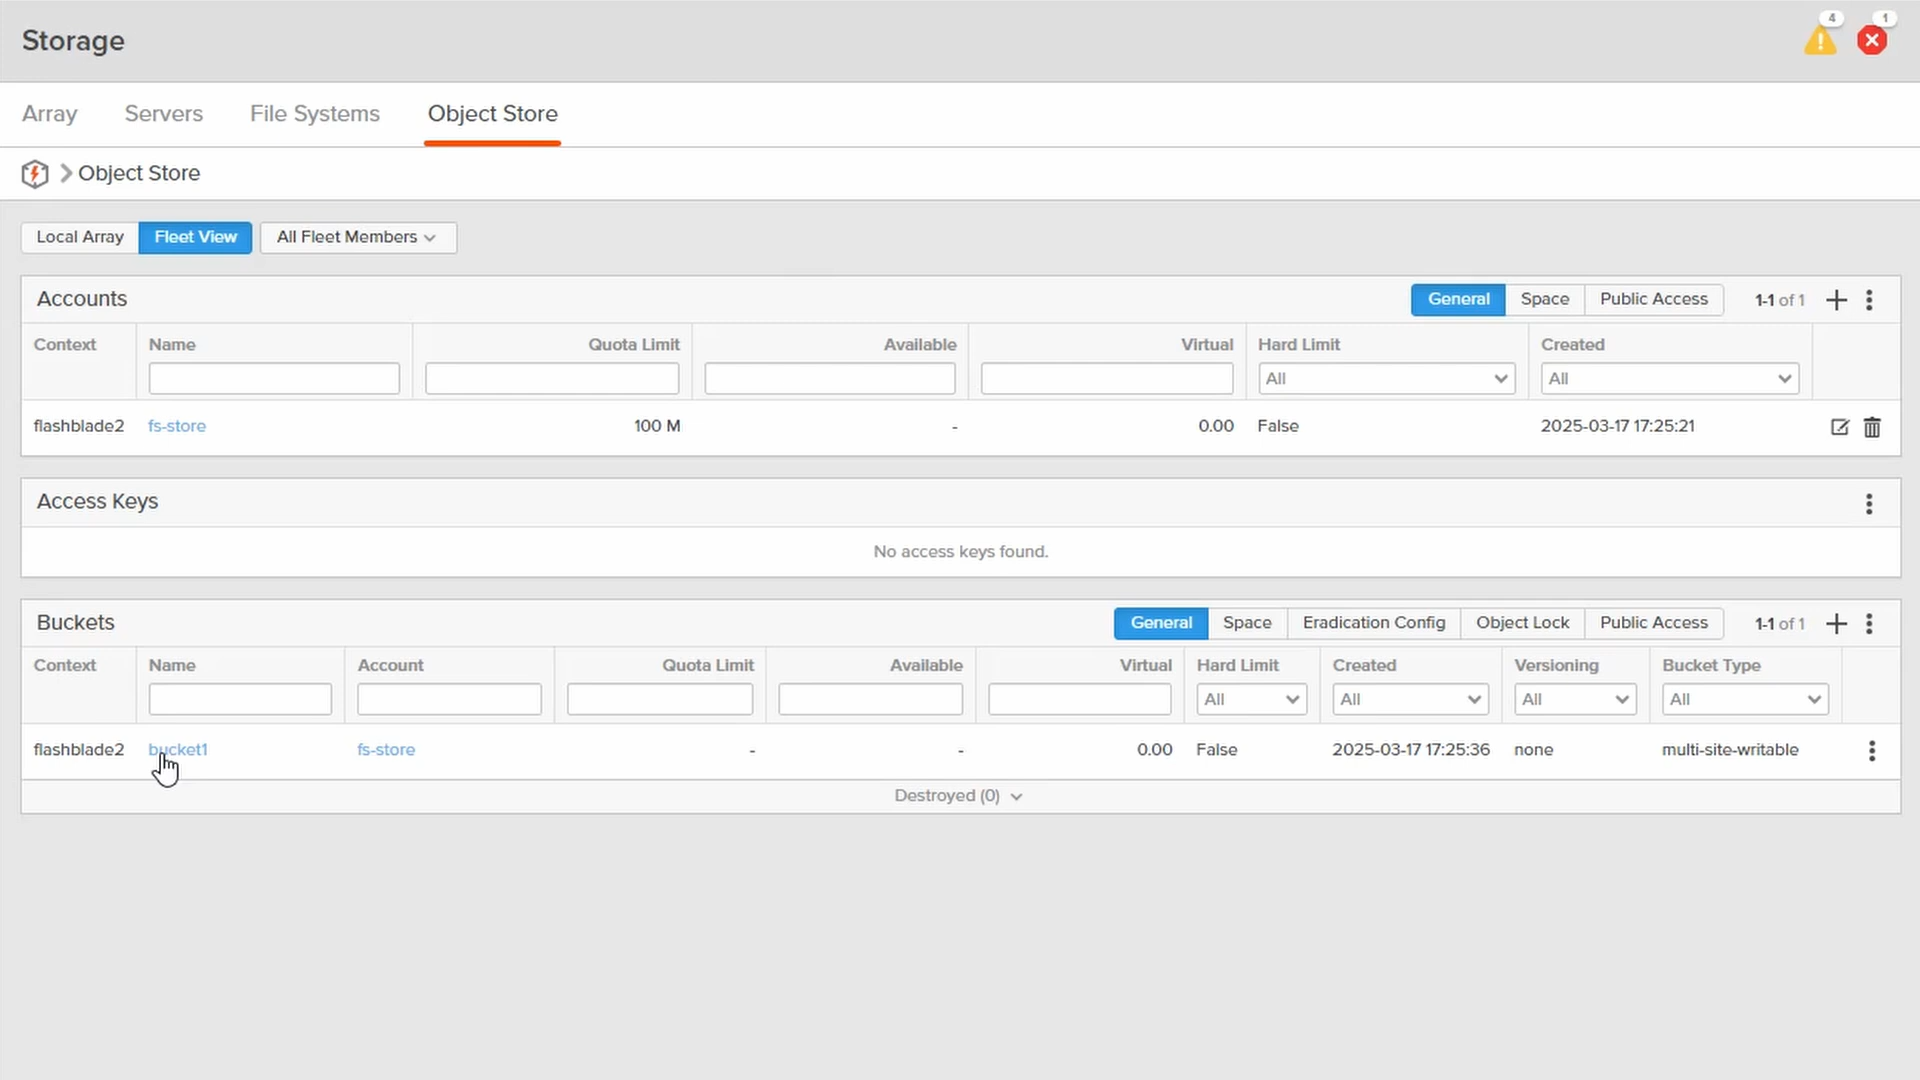 Storage
4
1
Array Servers File Systems Object Store
Object Store
Local Array Fleet View All Fleet Members
Accounts General Space Public Access 1-1 of 1
Context Name Quota Limit Available Virtual Hard Limit Created
All All
flashblade2 fs-store 100 M - 0.00 False 2025-03-17 17:25:21
Access Keys
No access keys found.
Buckets General Space Eradication Config Object Lock Public Access 1-1 of 1
Context Name Account Quota Limit Available Virtual Hard Limit Created Versioning Bucket Type
All All All All
flashblade2 bucket1 fs-store - - 0.00 False 2025-03-17 17:25:36 none multi-site-writable
Destroyed (0)